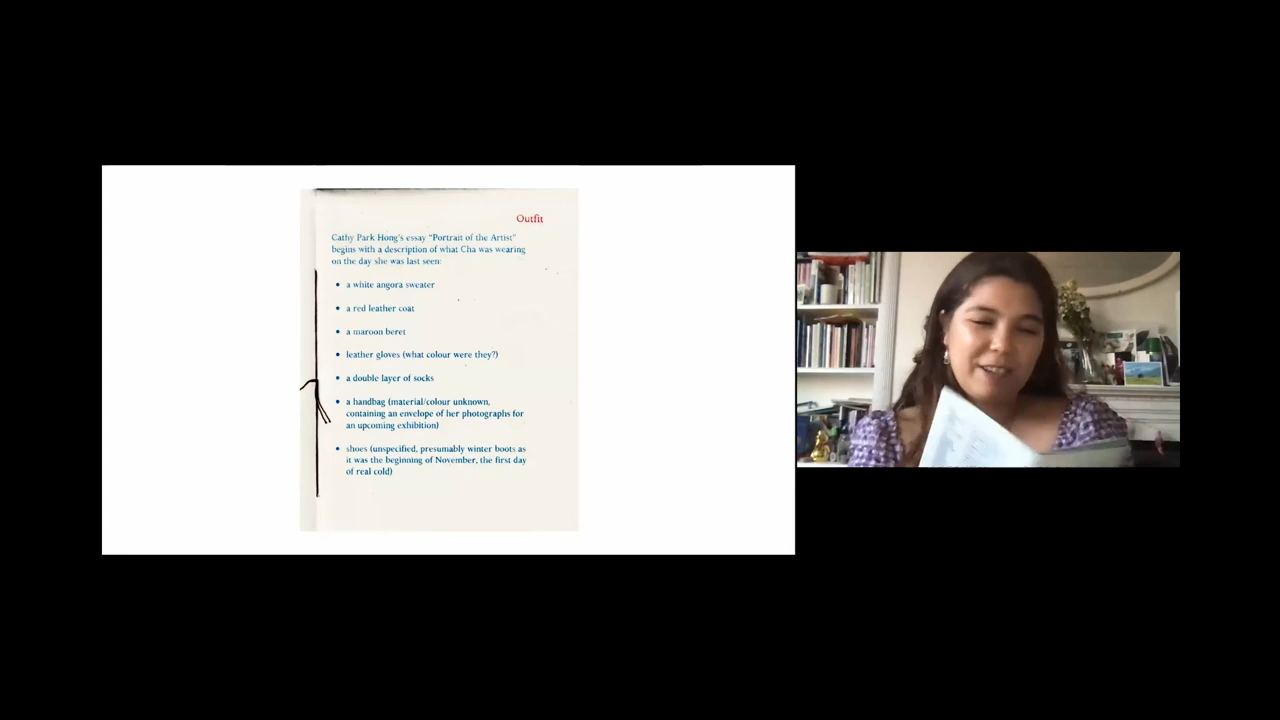 Outfit
Cathy Park Hong's essay "Portrait of the Artist"
begins with a description of what Cha was wearing
on the day she was last seen:
• a white angora sweater
• a red leather coat
• a maroon beret
• leather gloves (what colour were they?)
• a double layer of socks
• a handbag (material/colour unknown,
containing an envelope of her photographs for
an upcoming exhibition)
• shoes (unspecified, presumably winter boots as
it was the beginning of November, the first day
of real cold)